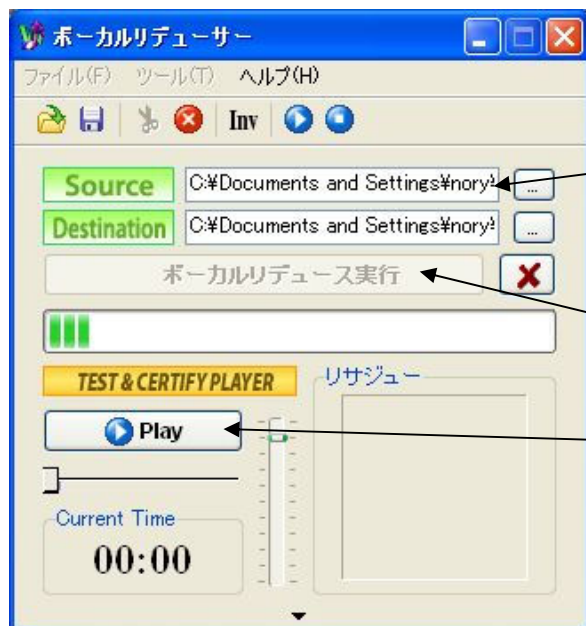 ボーカルリデューサー
ファイル(F) ツール(T) ヘルプ(H)
Inv
Source C:¥Documents and Settings¥nory¥ ...
Destination C:¥Documents and Settings¥nory¥ ...
ボーカルリデュース実行
TEST & CERTIFY PLAYER
リサジュー
Play
Current Time
00:00